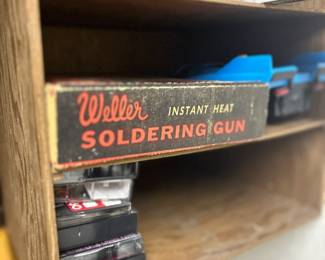 Weller INSTANT HEAT
SOLDERING GUN